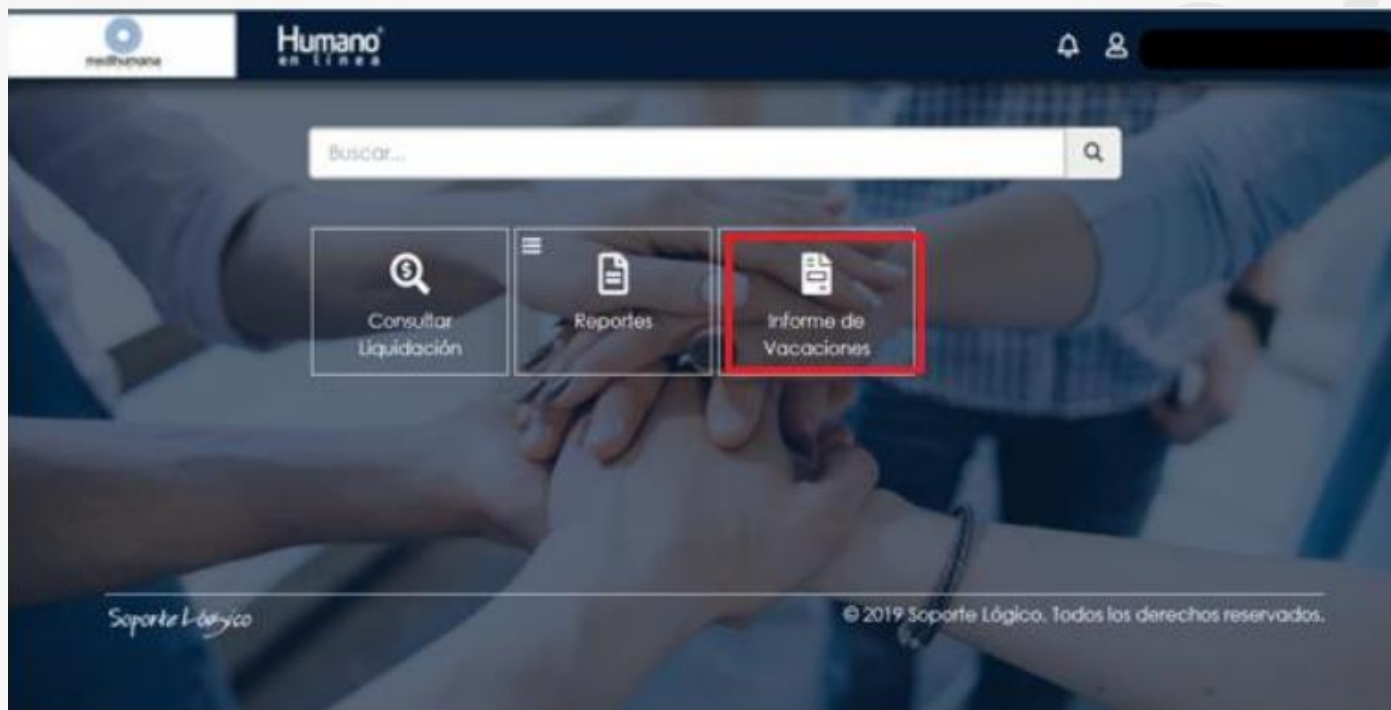 medhumana
Humano
en línea
Buscar...
Consultar
Liquidación
Reportes
Informe de
Vacaciones
Soporte Lógico
© 2019 Soporte Lógico. Todos los derechos reservados.